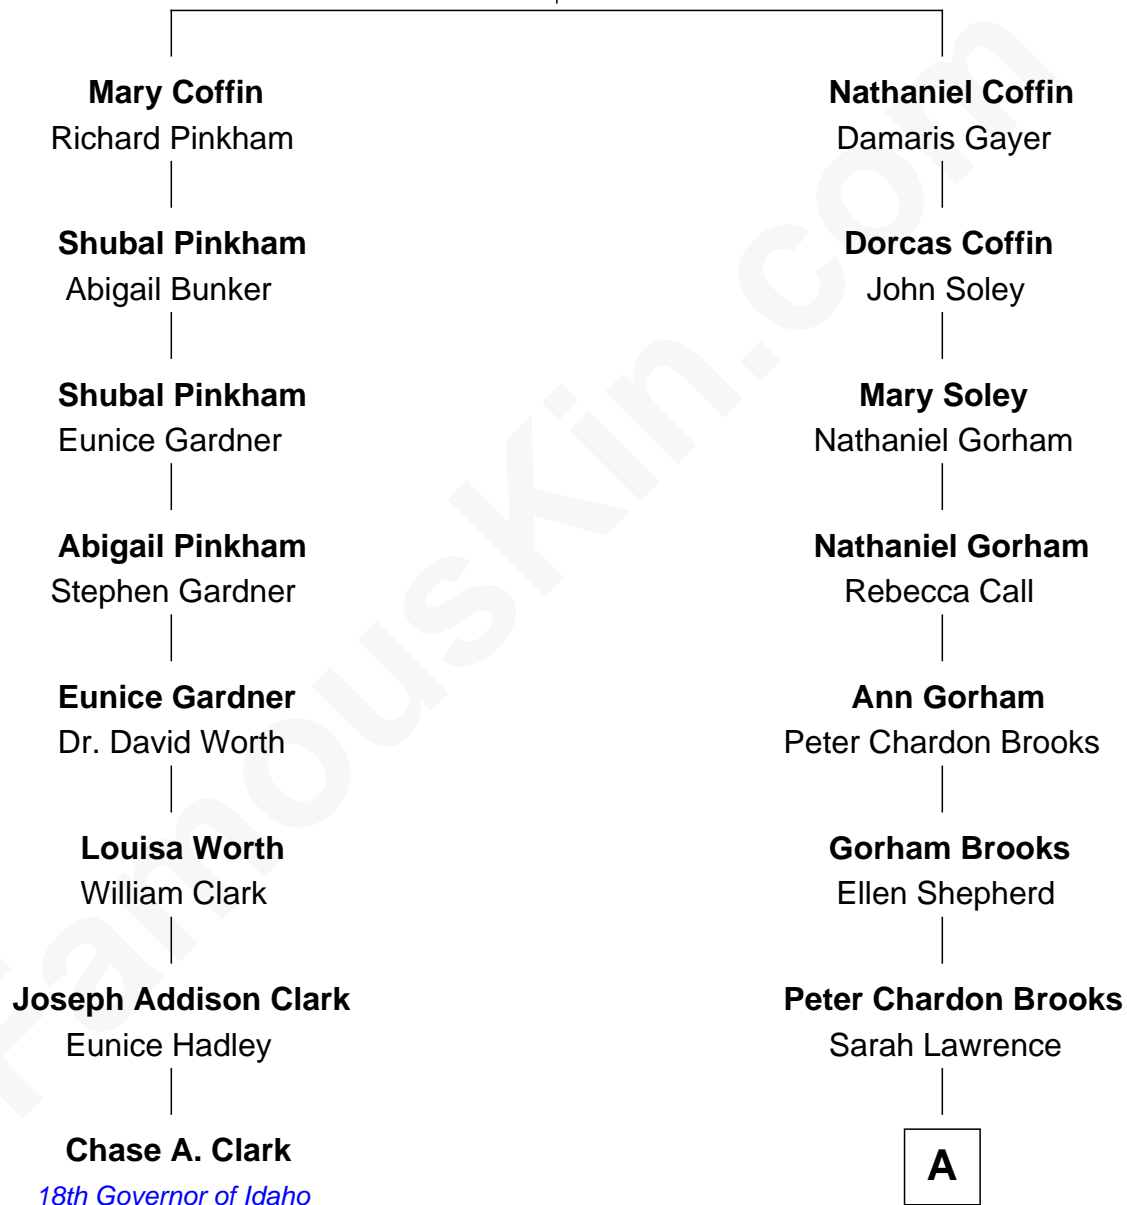 Mary Coffin
Richard Pinkham
Shubal Pinkham
Abigail Bunker
Shubal Pinkham
Eunice Gardner
Abigail Pinkham
Stephen Gardner
Eunice Gardner
Dr. David Worth
Louisa Worth
William Clark
Joseph Addison Clark
Eunice Hadley
Chase A. Clark
18th Governor of Idaho
Nathaniel Coffin
Damaris Gayer
Dorcas Coffin
John Soley
Mary Soley
Nathaniel Gorham
Nathaniel Gorham
Rebecca Call
Ann Gorham
Peter Chardon Brooks
Gorham Brooks
Ellen Shepherd
Peter Chardon Brooks
Sarah Lawrence
A
FamousKin.com